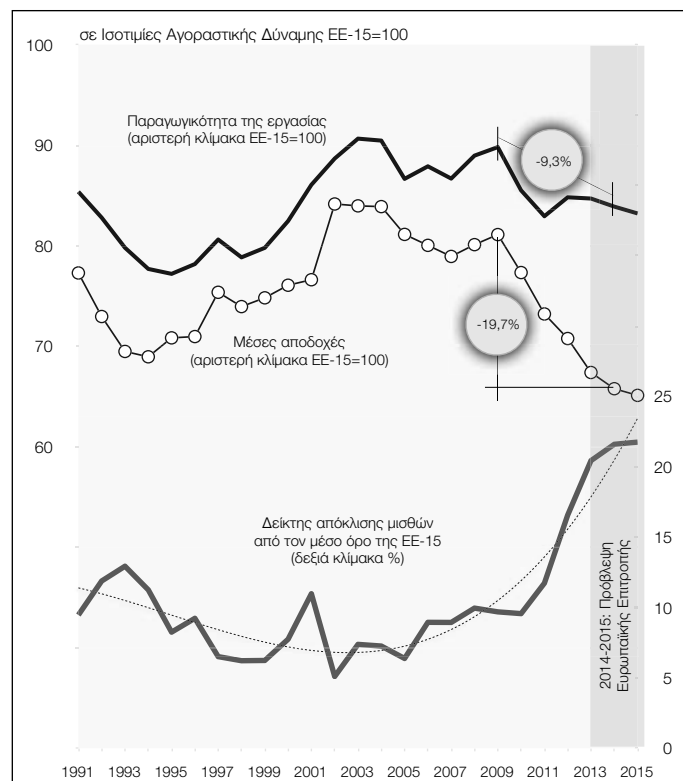 σε Ισοτιμίες Αγοραστικής Δύναμης ΕΕ-15=100
100
90
80
70
60
Παραγωγικότητα της εργασίας
(αριστερή κλίμακα ΕΕ-15=100)
-9,3%
Μέσες αποδοχές
(αριστερή κλίμακα ΕΕ-15=100)
-19,7%
25
20
15
10
5
0
Δείκτης απόκλισης μισθών
από τον μέσο όρο της ΕΕ-15
(δεξιά κλίμακα %)
2014-2015: Πρόβλεψη
Ευρωπαϊκής Επιτροπής
1991 1993 1995 1997 1999 2001 2003 2005 2007 2009 2011 2013 2015